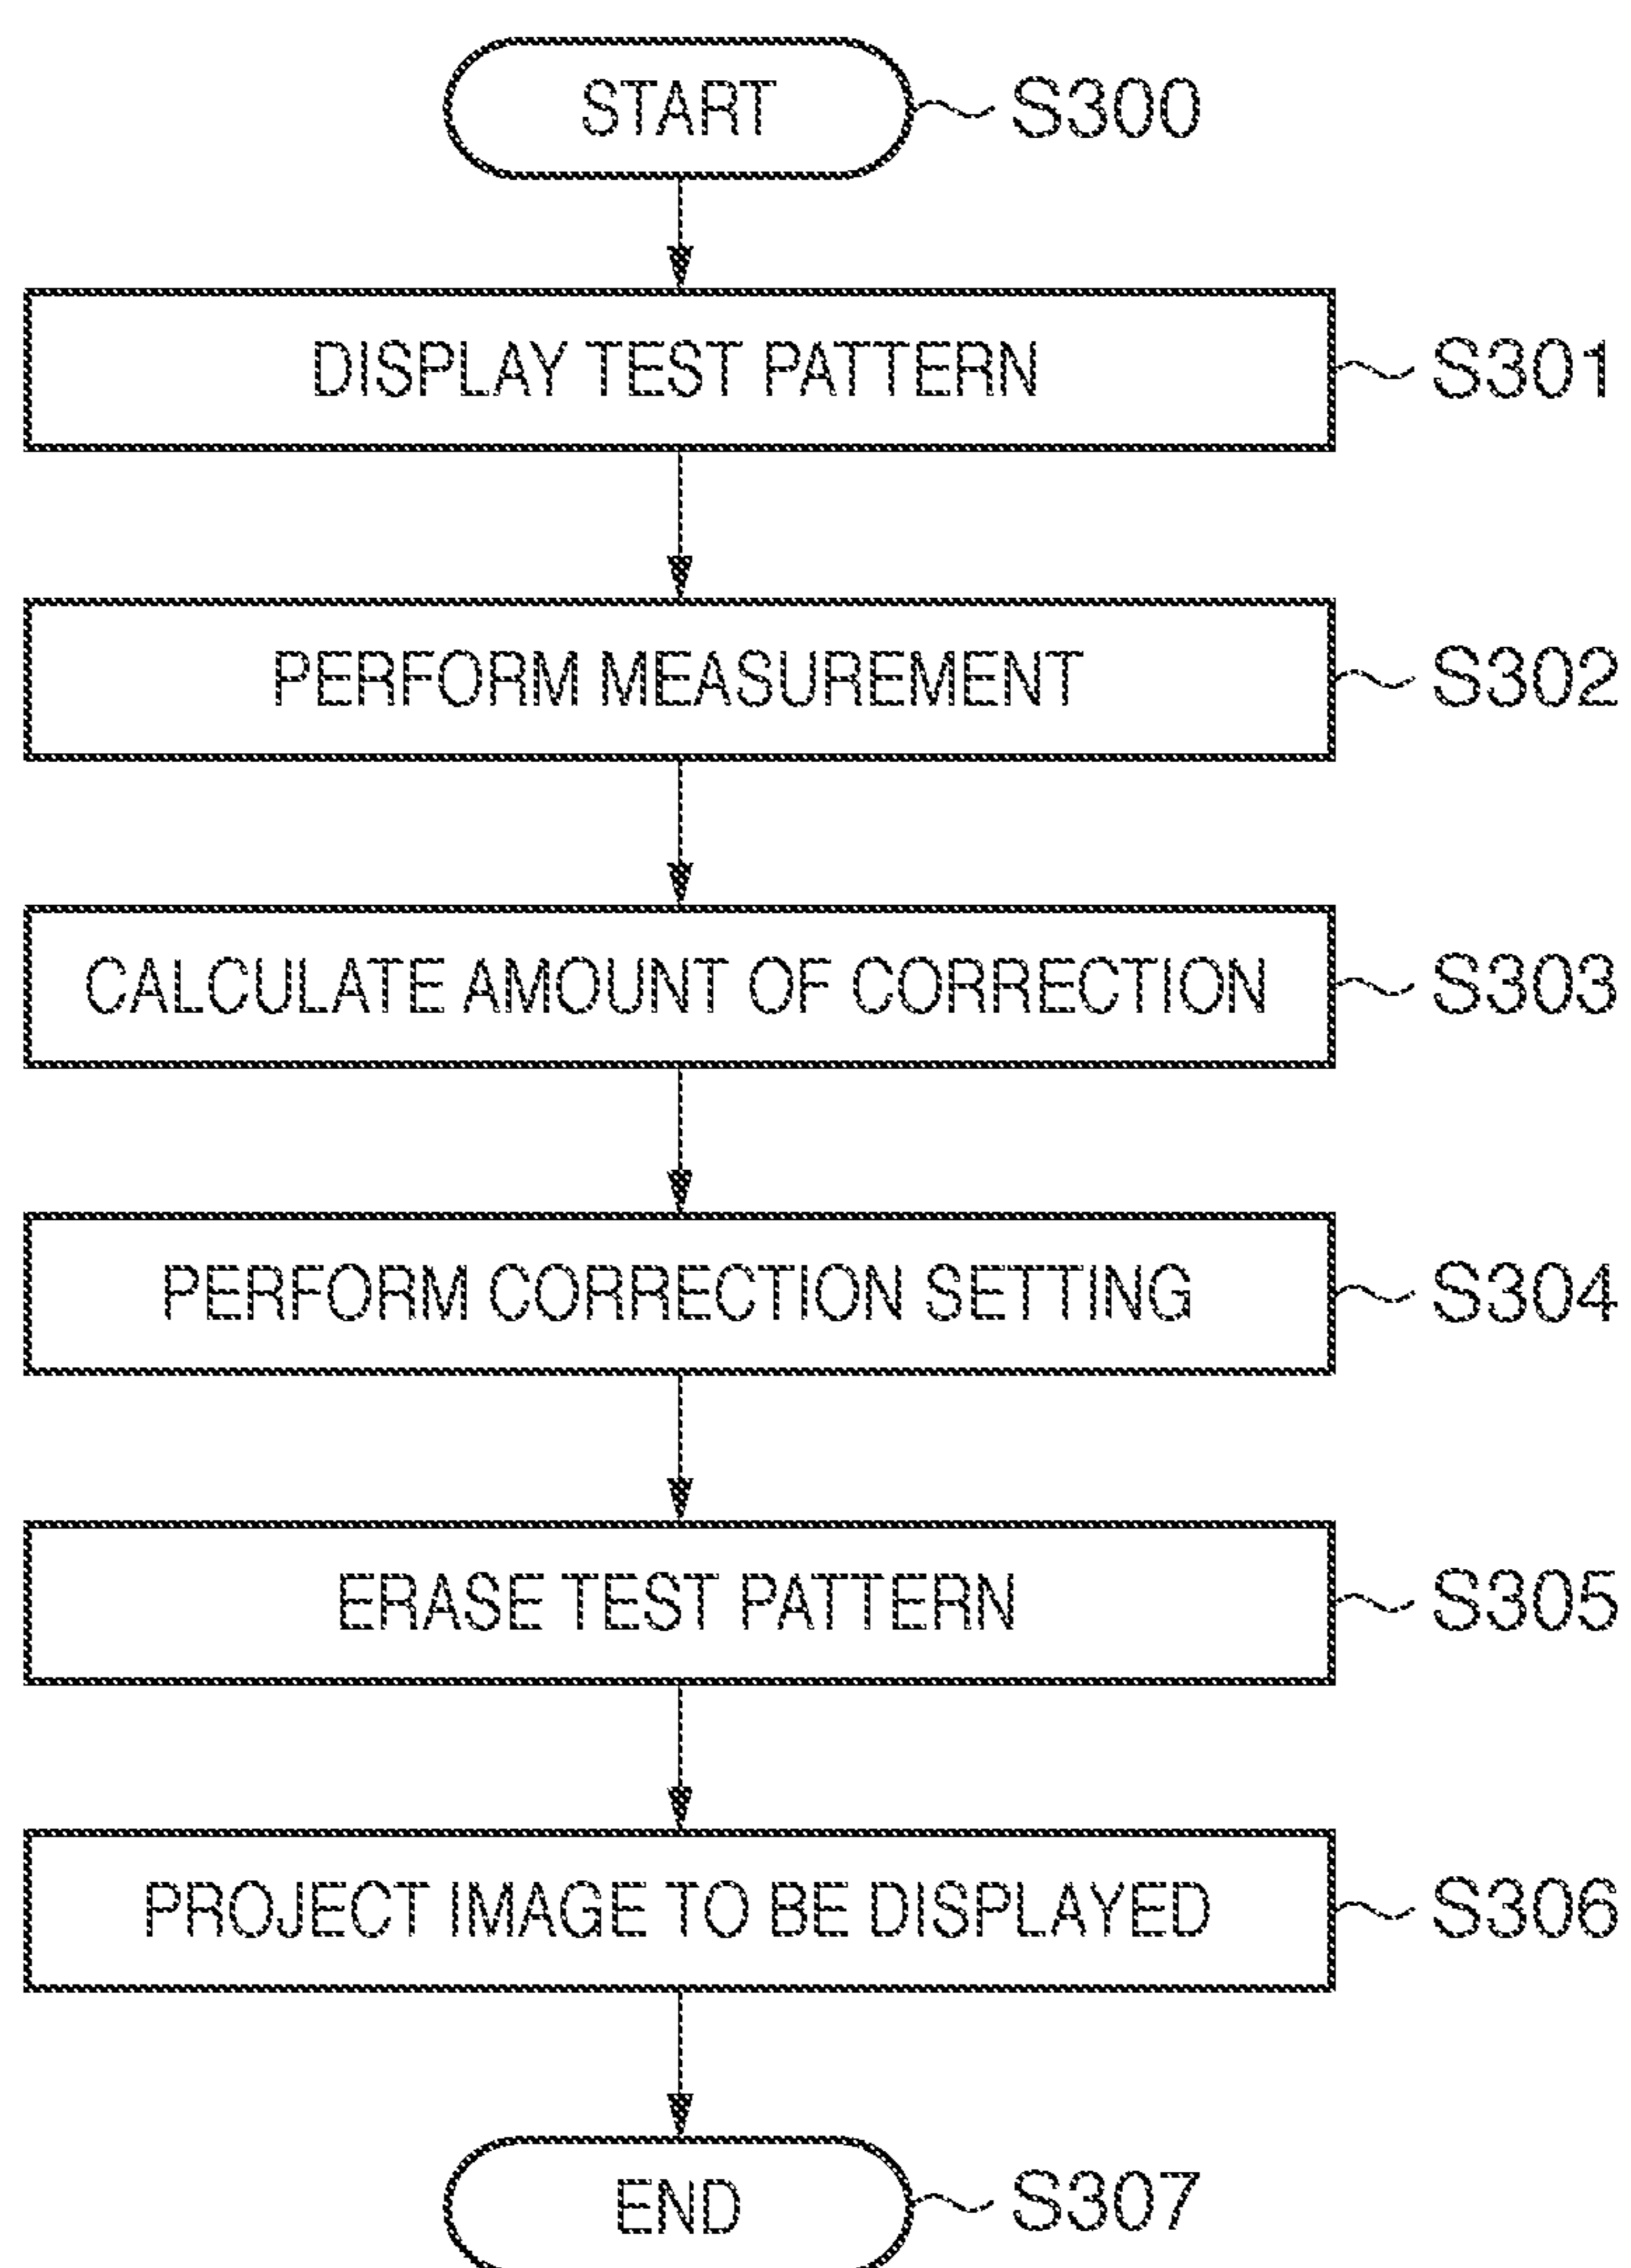 START S300
DISPLAY TEST PATTERN S301
PERFORM MEASUREMENT S302
CALCULATE AMOUNT OF CORRECTION S303
PERFORM CORRECTION SETTING S304
ERASE TEST PATTERN S305
PROJECT IMAGE TO BE DISPLAYED S306
END S307